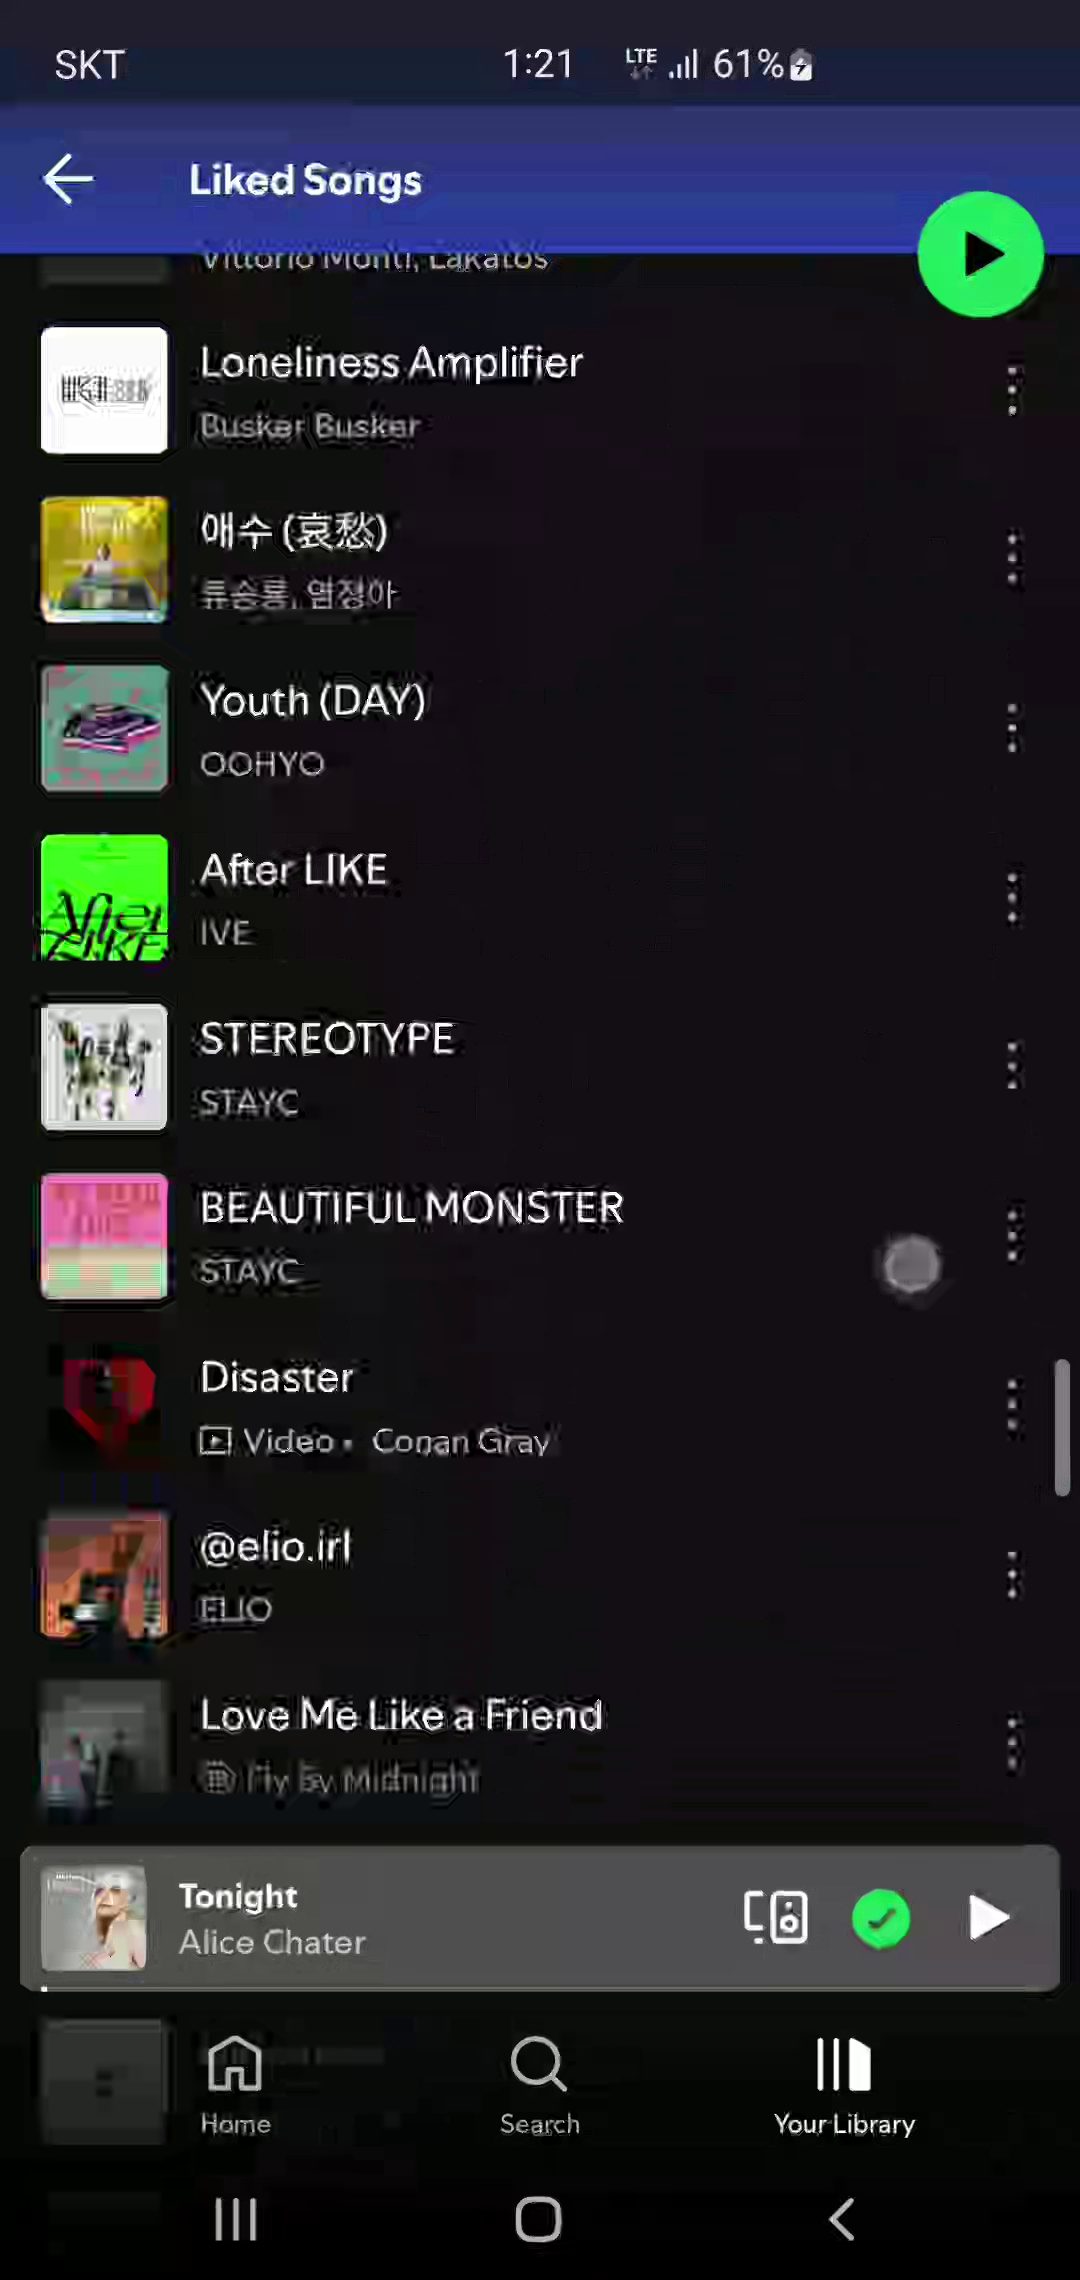 SKT 1:21 LTE 61%
Liked Songs
Vittorio Monti, Lakatos
Loneliness Amplifier
Busker Busker
애수 (哀愁)
류승룡, 염정아
Youth (DAY)
OOHYO
After LIKE
After LIKE
IVE
STEREOTYPE
STAYC
BEAUTIFUL MONSTER
STAYC
Disaster
Video • Conan Gray
@elio.irl
ELIO
Love Me Like a Friend
Fly By Midnight
Tonight
Alice Chater
Home Search Your Library